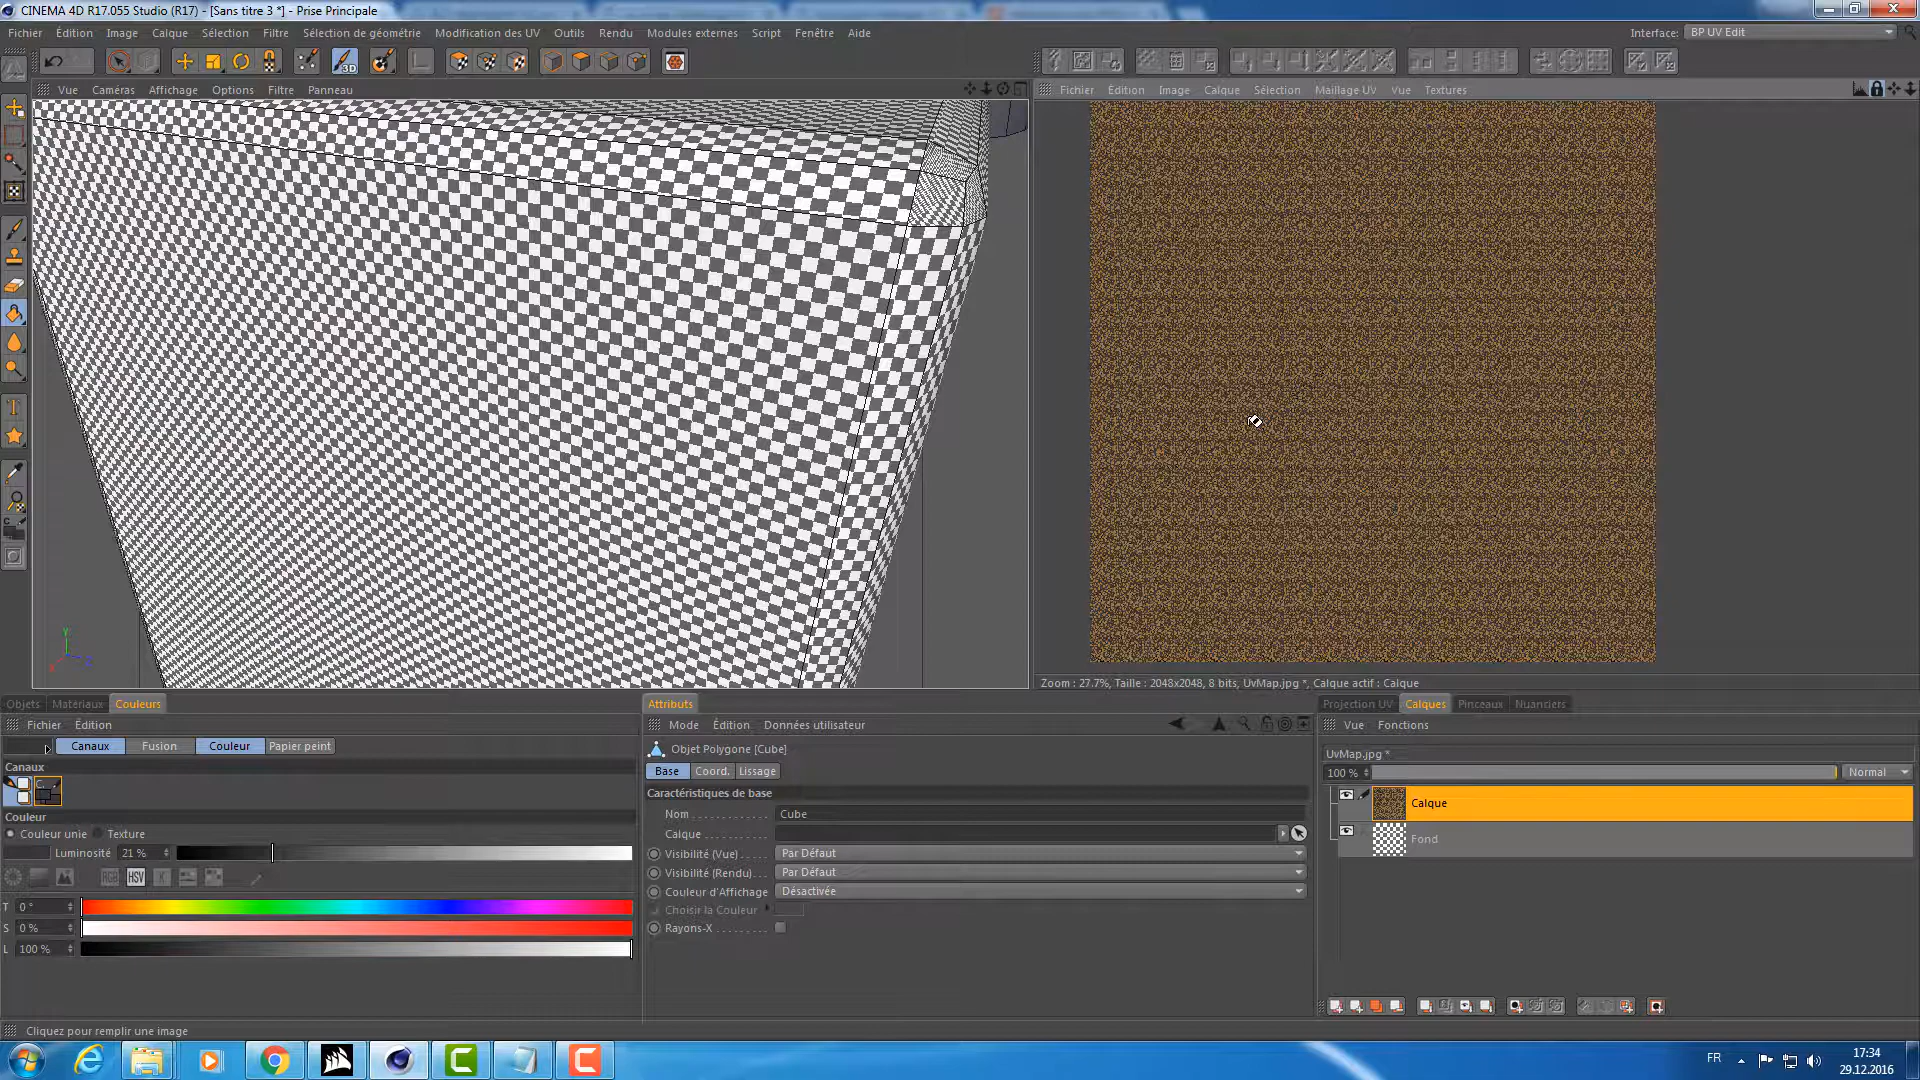 CINEMA 4D R17.055 Studio (R17) - [Sans titre 3 *] - Prise Principale
Fichier Édition Image Calque Sélection Filtre Sélection de géométrie Modification des UV Outils Rendu Modules externes Script Fenêtre Aide
Interface: BP UV Edit
3D
Vue Caméras Affichage Options Filtre Panneau
Fichier Édition Image Calque Sélection Maillage UV Vue Textures
Y
X
Z
Zoom : 27.7%, Taille : 2048x2048, 8 bits, UvMap.jpg *, Calque actif : Calque
Objets Matériaux Couleurs
Attributs
Projection UV Calques Pinceaux Nuanciers
Fichier Édition
Mode Édition Données utilisateur
Vue Fonctions
Canaux Fusion Couleur Papier peint
Objet Polygone [Cube]
UvMap.jpg *
Canaux
Base Coord. Lissage
100 % Normal
Caractéristiques de base
Calque
Couleur
Nom Cube
Couleur unie Texture
Calque
Fond
Luminosité 21 %
Visibilité (Vue) Par Défaut
RGB HSV K
Visibilité (Rendu) Par Défaut
Couleur d'Affichage Désactivée
T 0 °
Choisir la Couleur
S 0 %
Rayons-X
L 100 %
Cliquez pour remplir une image
FR
17:34
29.12.2016